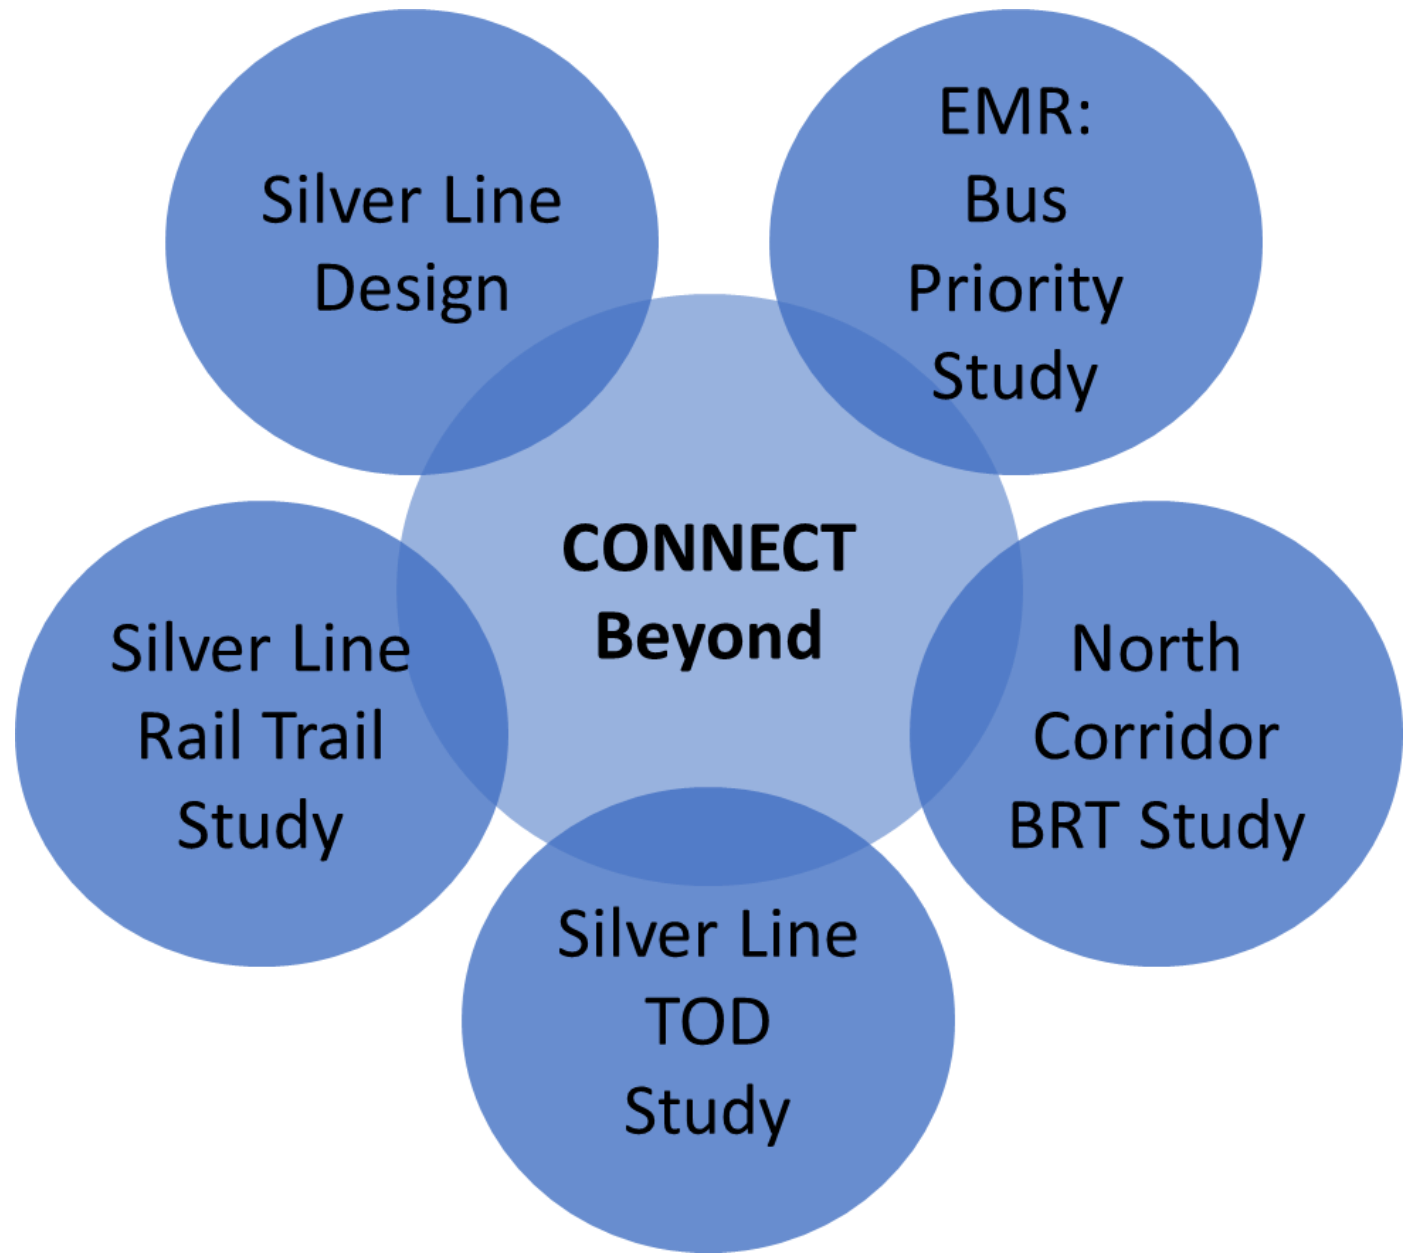 Silver Line
Design
EMR:
Bus
Priority
Study
CONNECT
Beyond
Silver Line
Rail Trail
Study
North
Corridor
BRT Study
Silver Line
TOD
Study